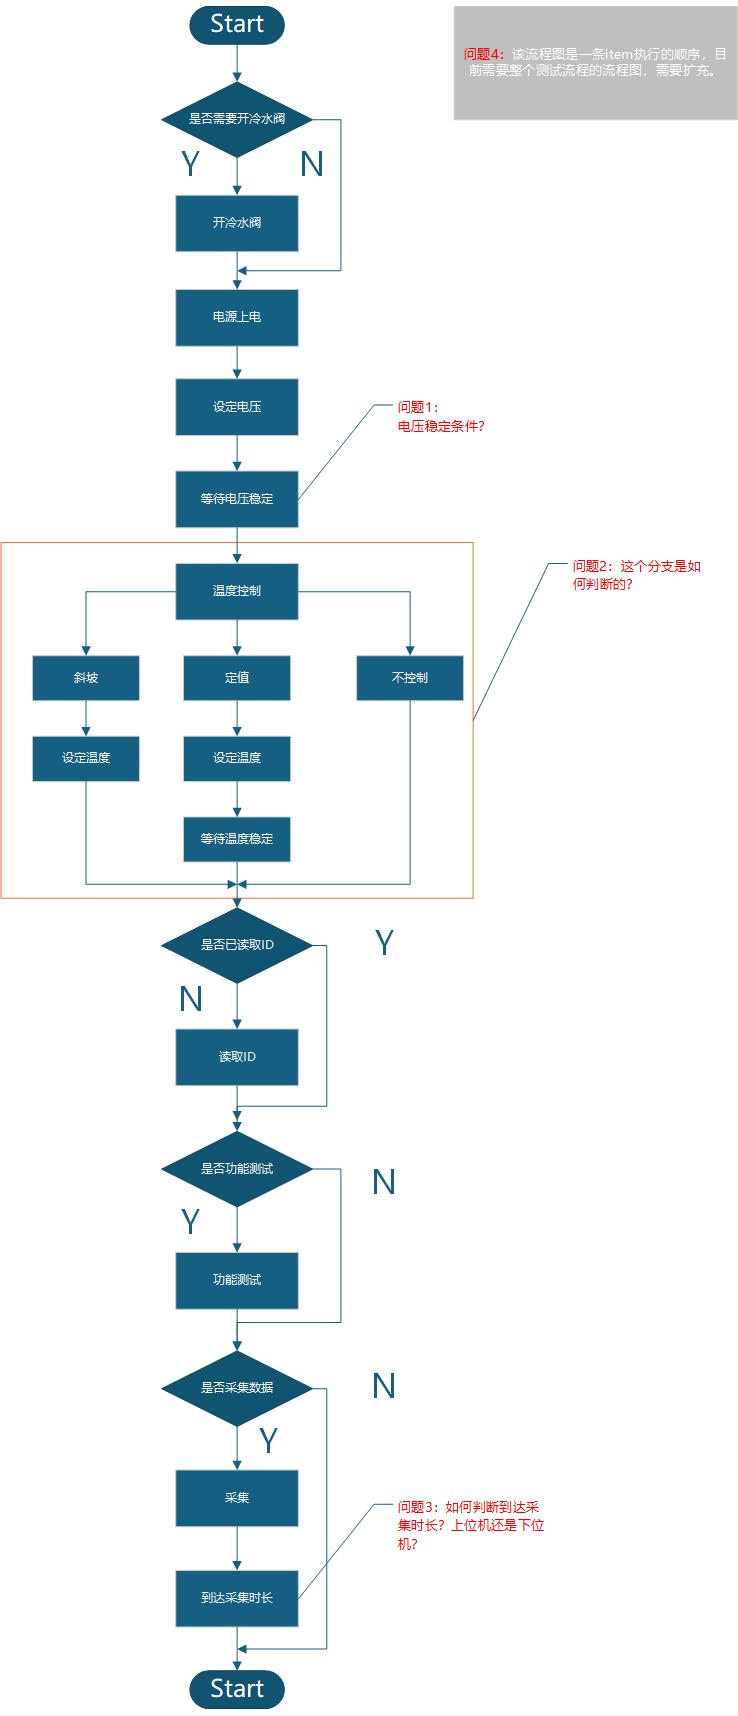 Start
问题4：该流程图是一条item执行的顺序，目
前需要整个测试流程的流程图，需要扩充。
是否需要开冷水阀
Y
N
开冷水阀
电源上电
设定电压
问题1：
电压稳定条件？
等待电压稳定
问题2：这个分支是如
何判断的？
温度控制
斜坡
定值
不控制
设定温度
设定温度
等待温度稳定
是否已读取ID
Y
N
读取ID
是否功能测试
N
Y
功能测试
是否采集数据
N
Y
采集
问题3：如何判断到达采
集时长？上位机还是下位
机？
到达采集时长
Start